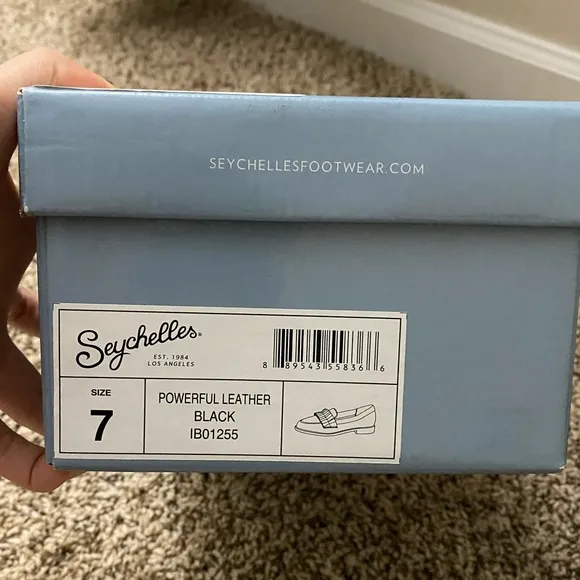 SEYCHELLESFOOTWEAR.COM
Seychelles®
EST. 1984
LOS ANGELES
8 89543 55836 6
SIZE
7
POWERFUL LEATHER
BLACK
IB01255